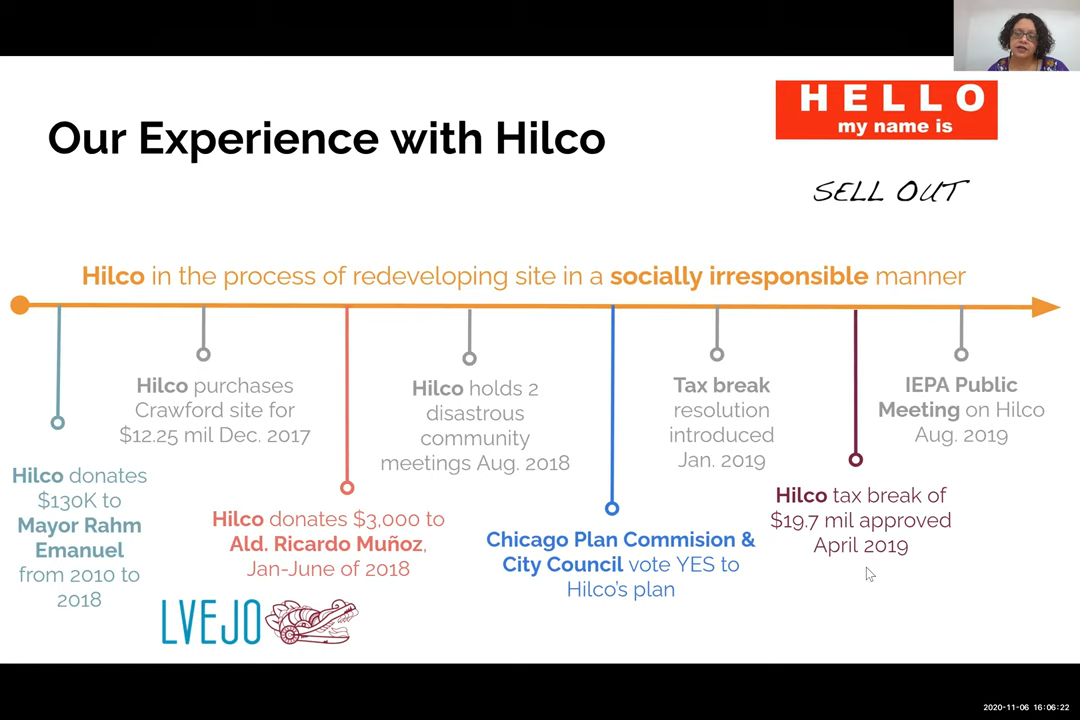 Our Experience with Hilco
HELLO
my name is
SELL OUT
Hilco in the process of redeveloping site in a socially irresponsible manner
Hilco donates
$130K to
Mayor Rahm
Emanuel
from 2010 to
2018
Hilco purchases
Crawford site for
$12.25 mil Dec. 2017
Hilco donates $3,000 to
Ald. Ricardo Muñoz,
Jan-June of 2018
Hilco holds 2
disastrous
community
meetings Aug. 2018
Chicago Plan Commision &
City Council vote YES to
Hilco's plan
Tax break
resolution
introduced
Jan. 2019
Hilco tax break of
$19.7 mil approved
April 2019
IEPA Public
Meeting on Hilco
Aug. 2019
LVEJO
2020-11-06 16:06:22